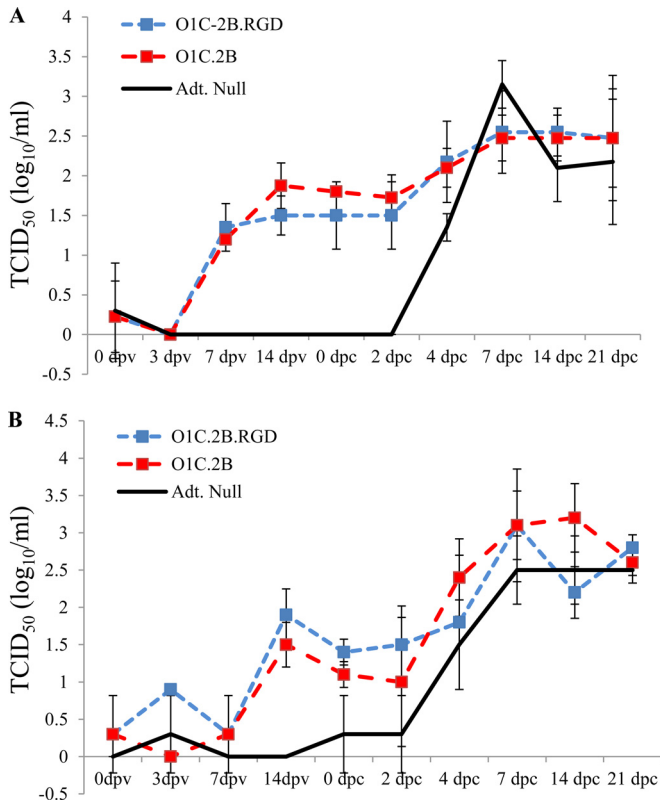 A
O1C-2B.RGD
O1C.2B
Adt. Null
TCID50 (log10/ml)
4
3.5
3
2.5
2
1.5
1
0.5
0
-0.5
0 dpv 3 dpv 7 dpv 14 dpv 0 dpc 2 dpc 4 dpc 7 dpc 14 dpc 21 dpc
B
O1C.2B.RGD
O1C.2B
Adt. Null
TCID50 (log10/ml)
4.5
4
3.5
3
2.5
2
1.5
1
0.5
0
-0.5
0dpv 3dpv 7dpv 14dpv 0 dpc 2 dpc 4 dpc 7 dpc 14 dpc 21 dpc